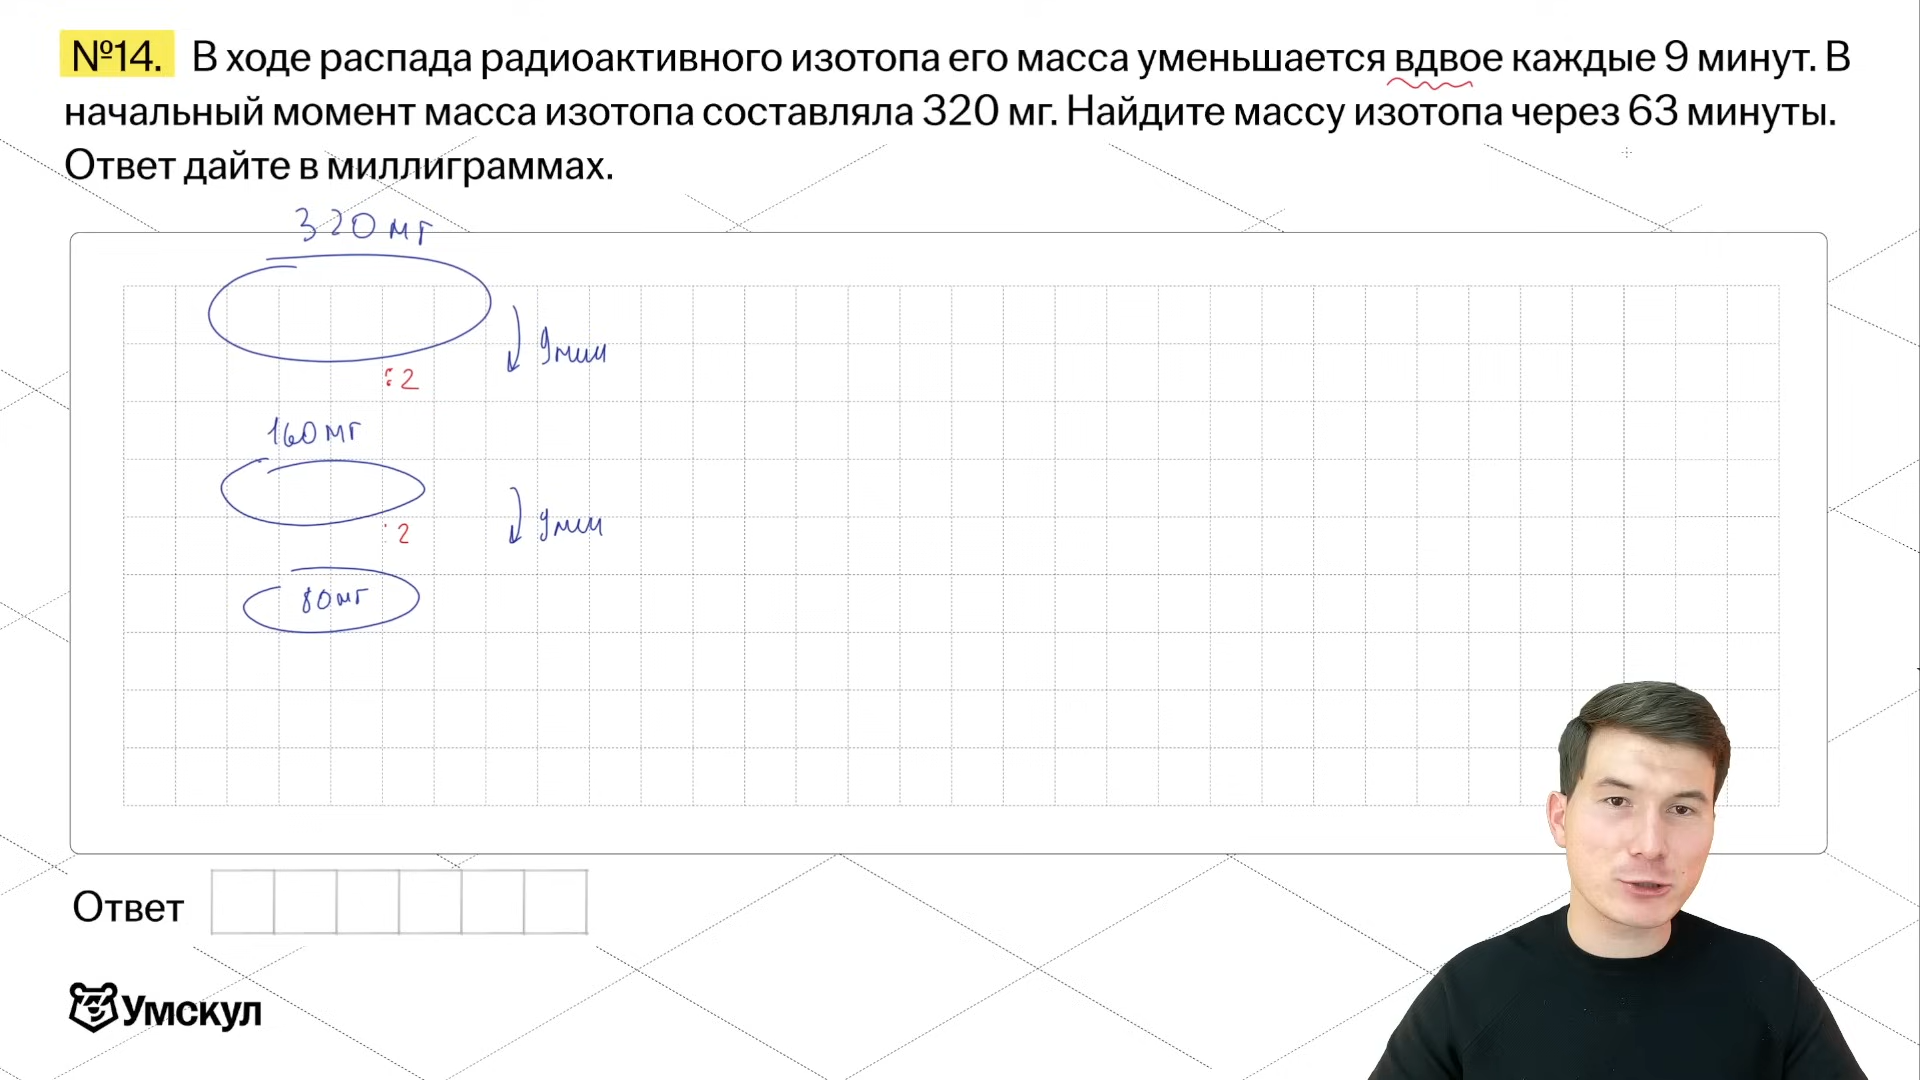 №14. В ходе распада радиоактивного изотопа его масса уменьшается вдвое каждые 9 минут. В
начальный момент масса изотопа составляла 320 мг. Найдите массу изотопа через 63 минуты.
Ответ дайте в миллиграммах.
320 мг
9 мин
:2
160 мг
9 мин
:2
80 мг
Ответ
Умскул